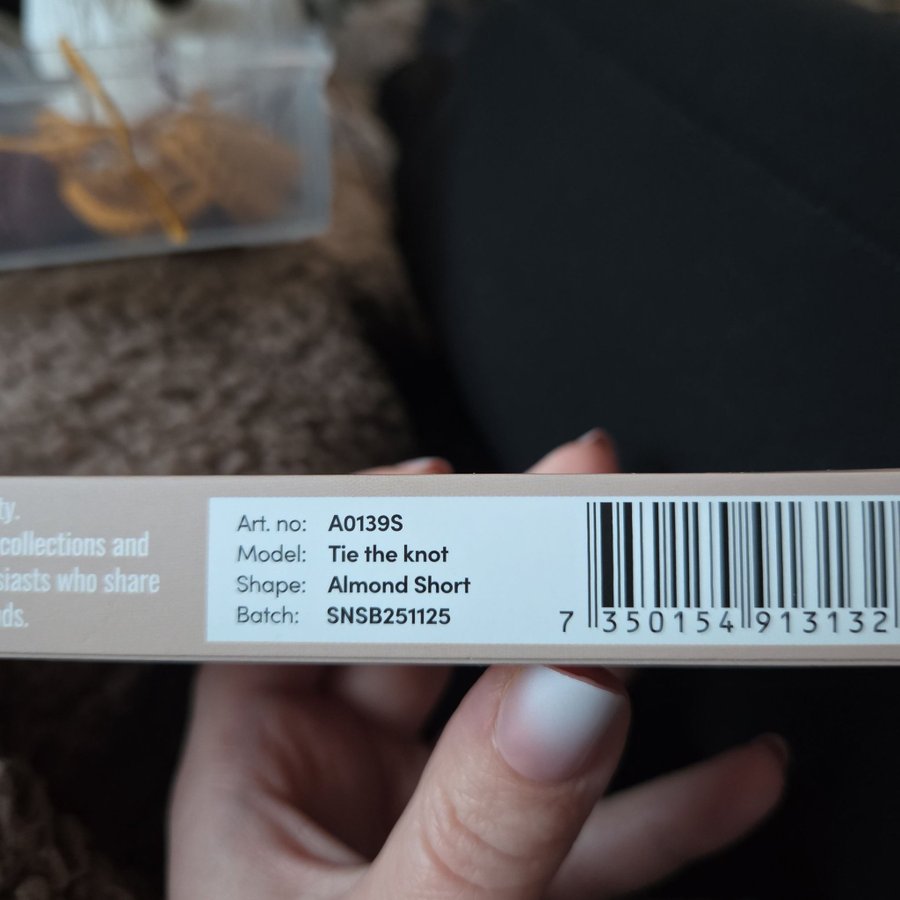 ty.
collections and
siasts who share
ds.
Art. no: A0139S
Model: Tie the knot
Shape: Almond Short
Batch: SNSB251125
7 350154 913132